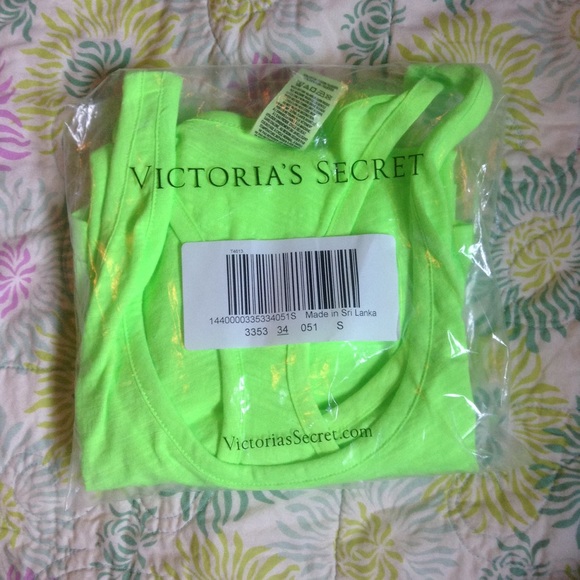 VICTORIA'S SECRET
1440000335334051S Made in Sri Lanka
3353 34 051 S
VictoriasSecret.com